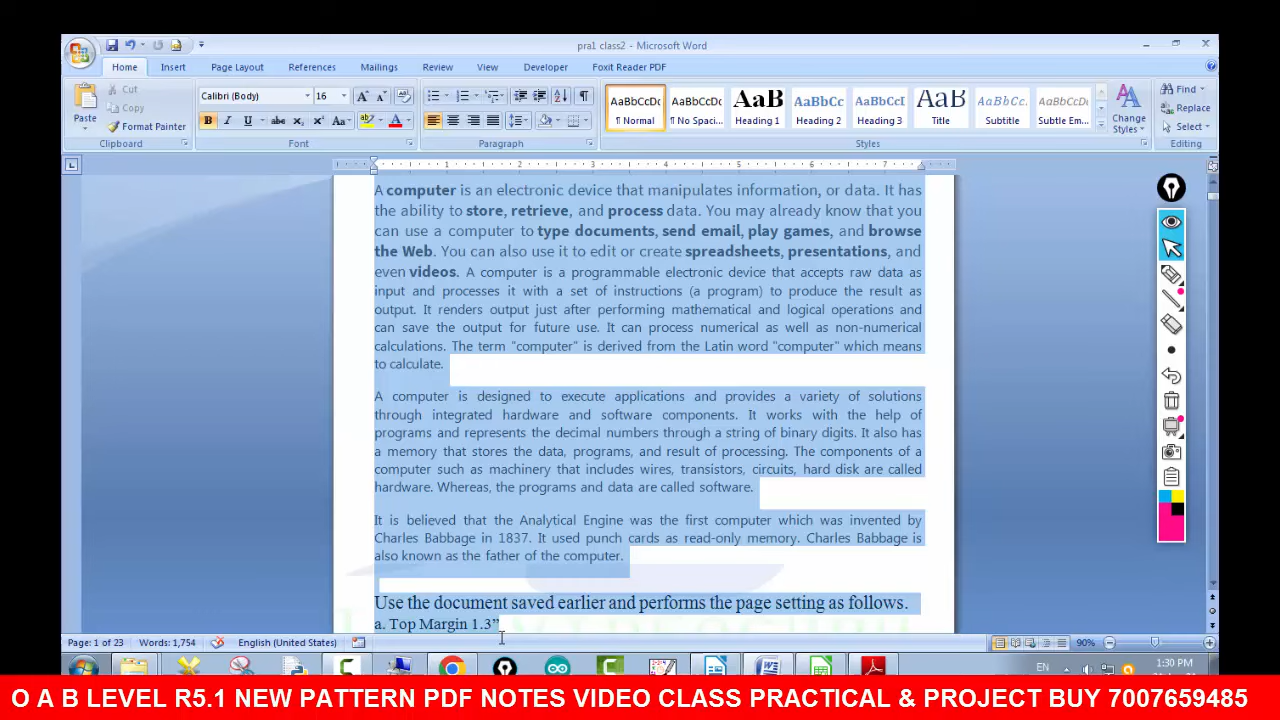 pra1 class2 - Microsoft Word
Home Insert Page Layout References Mailings Review View Developer Foxit Reader PDF
Paste Cut Copy Format Painter Clipboard
Calibri (Body) 16 Font
Paragraph
AaBbCcDc ¶ Normal
AaBbCcDc ¶ No Spaci...
AaB Heading 1
AaBbCc Heading 2
AaBbCcI Heading 3
AaB Title
AaBbCc. Subtitle
AaBbCcDc Subtle Em...
Change Styles
Styles
Find
Replace
Select
Editing
1 2 3 4 5 6 7
A computer is an electronic device that manipulates information, or data. It has
the ability to store, retrieve, and process data. You may already know that you
can use a computer to type documents, send email, play games, and browse
the Web. You can also use it to edit or create spreadsheets, presentations, and
even videos. A computer is a programmable electronic device that accepts raw data as
input and processes it with a set of instructions (a program) to produce the result as
output. It renders output just after performing mathematical and logical operations and
can save the output for future use. It can process numerical as well as non-numerical
calculations. The term "computer" is derived from the Latin word "computer" which means
to calculate.
A computer is designed to execute applications and provides a variety of solutions
through integrated hardware and software components. It works with the help of
programs and represents the decimal numbers through a string of binary digits. It also has
a memory that stores the data, programs, and result of processing. The components of a
computer such as machinery that includes wires, transistors, circuits, hard disk are called
hardware. Whereas, the programs and data are called software.
It is believed that the Analytical Engine was the first computer which was invented by
Charles Babbage in 1837. It used punch cards as read-only memory. Charles Babbage is
also known as the father of the computer.
Use the document saved earlier and performs the page setting as follows.
a. Top Margin 1.3”
Page: 1 of 23 Words: 1,754 English (United States) 90%
EN 1:30 PM
O A B LEVEL R5.1 NEW PATTERN PDF NOTES VIDEO CLASS PRACTICAL & PROJECT BUY 7007659485